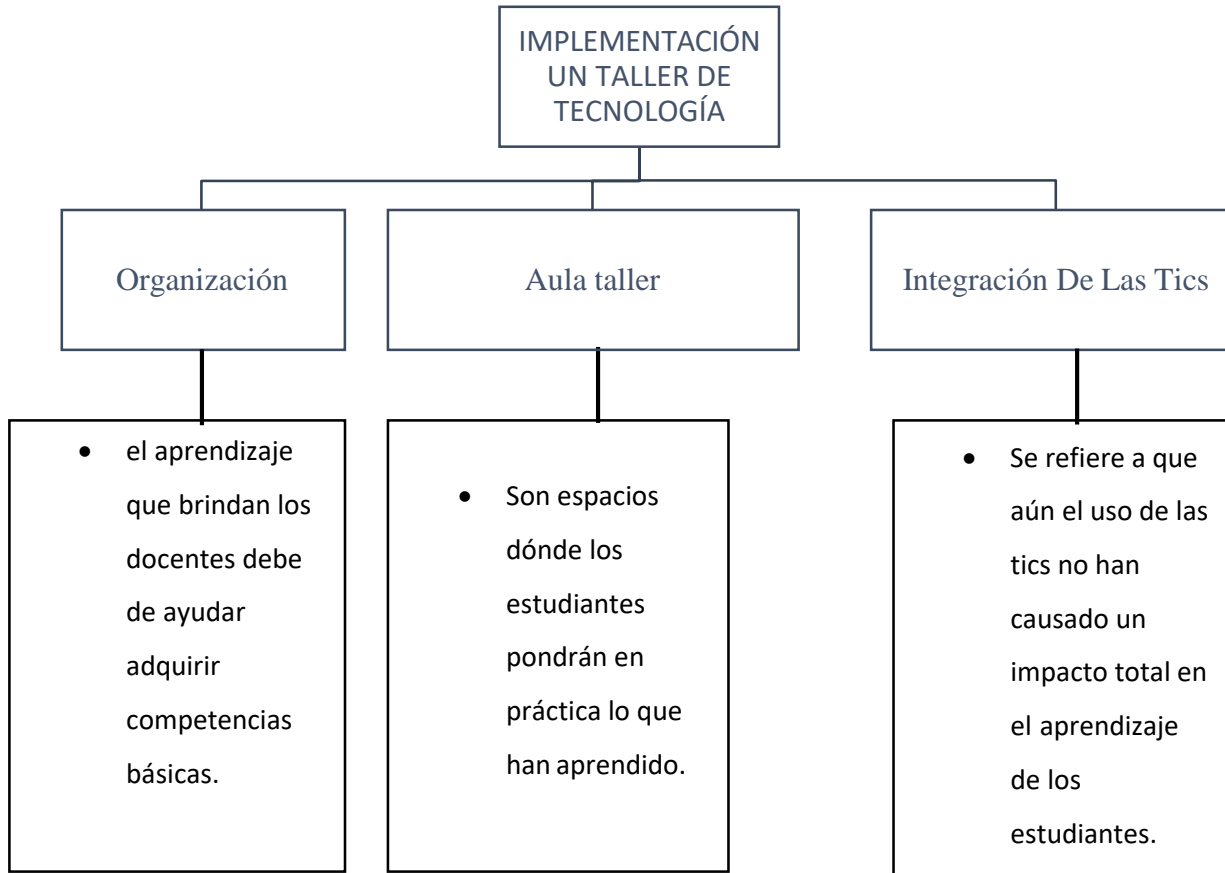 IMPLEMENTACIÓN
UN TALLER DE
TECNOLOGÍA
Organización
Aula taller
Integración De Las Tics
• el aprendizaje
que brindan los
docentes debe
de ayudar
adquirir
competencias
básicas.
• Son espacios
dónde los
estudiantes
pondrán en
práctica lo que
han aprendido.
• Se refiere a que
aún el uso de las
tics no han
causado un
impacto total en
el aprendizaje
de los
estudiantes.